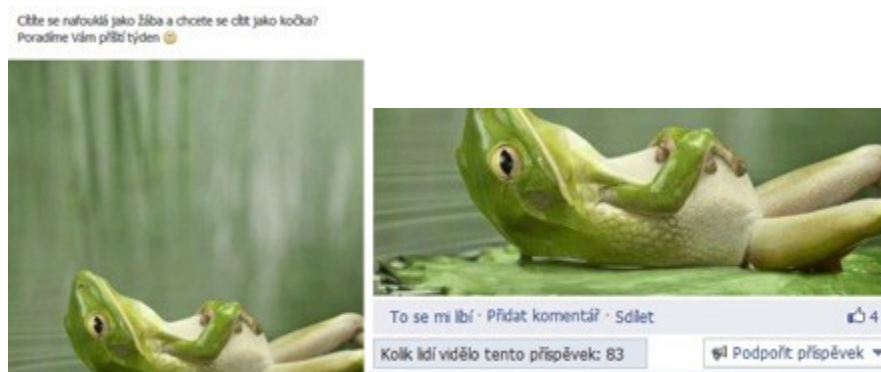 Cítíte se nafouklá jako žába a chcete se cítit jako kočka?
Poradíme Vám příští týden
To se mi líbí · Přidat komentář · Sdílet
4
Kolik lidí vidělo tento příspěvek: 83
Podpořit příspěvek